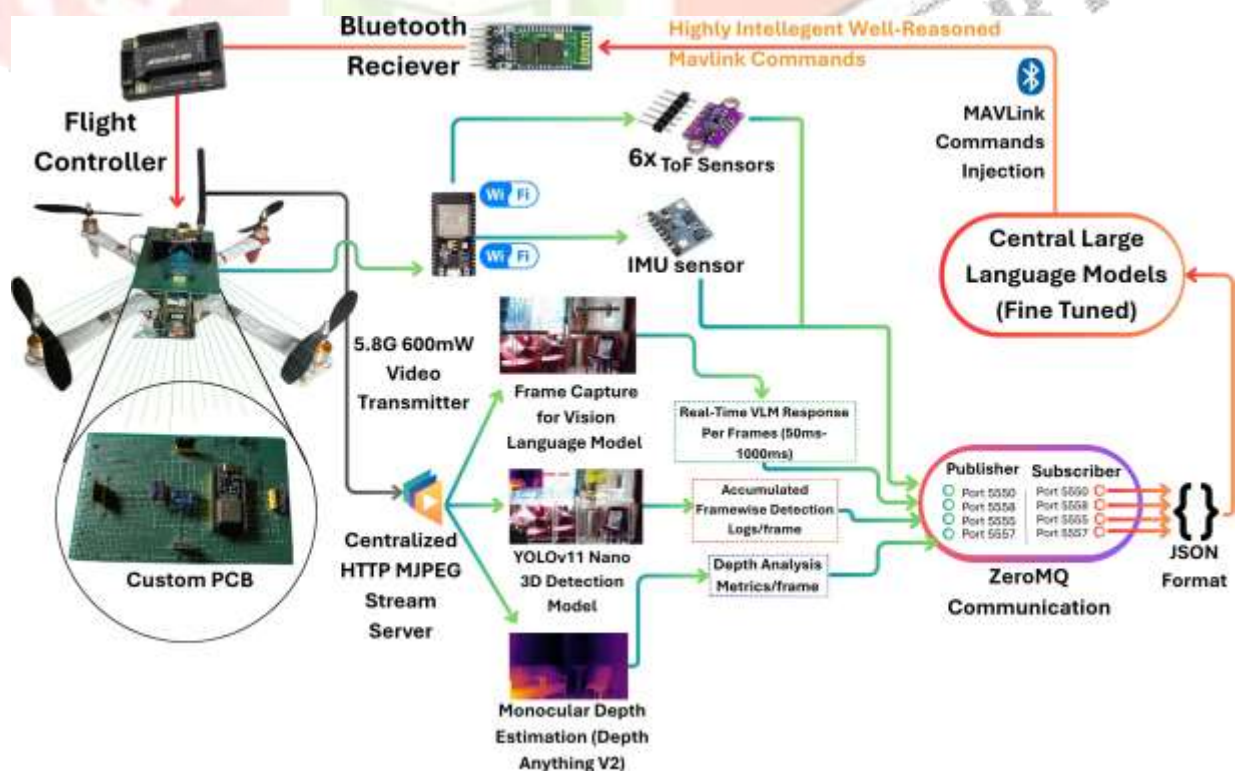 Bluetooth
Reciever
Highly Intellegent Well-Reasoned
Mavlink Commands
MAVLink
Commands
Injection
Flight
Controller
6x ToF Sensors
Wi Fi
Wi Fi
IMU sensor
Central Large
Language Models
(Fine Tuned)
5.8G 600mW
Video
Transmitter
Frame Capture
for Vision
Language Model
Real-Time VLM Response
Per Frames (50ms-
1000ms)
Custom PCB
Centralized
HTTP MJPEG
Stream
Server
YOLOv11 Nano
3D Detection
Model
Accumulated
Framewise Detection
Logs/frame
Depth Analysis
Metrics/frame
Monocular Depth
Estimation (Depth
Anything V2)
Publisher
Port 5550
Port 5558
Port 5555
Port 5557
Subscriber
Port 5550
Port 5558
Port 5555
Port 5557
ZeroMQ
Communication
{}
JSON
Format